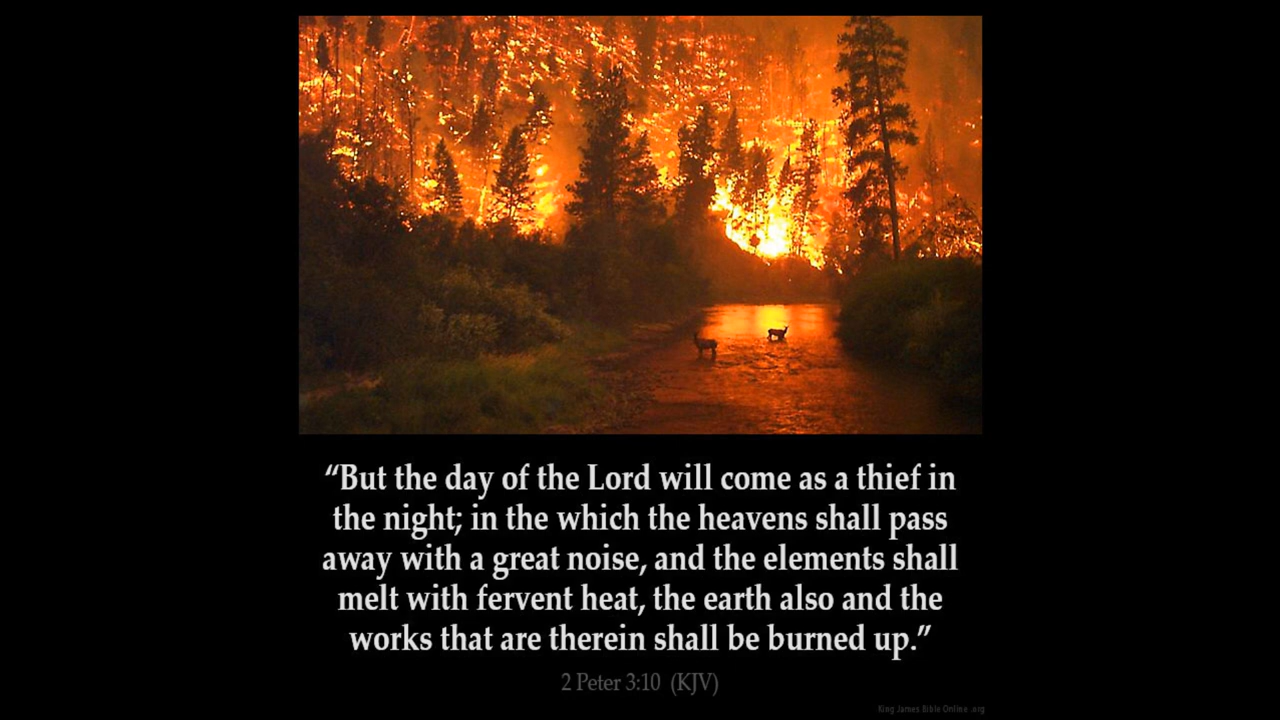 “But the day of the Lord will come as a thief in
the night; in the which the heavens shall pass
away with a great noise, and the elements shall
melt with fervent heat, the earth also and the
works that are therein shall be burned up.”
2 Peter 3:10 (KJV)
King James Bible Online .org